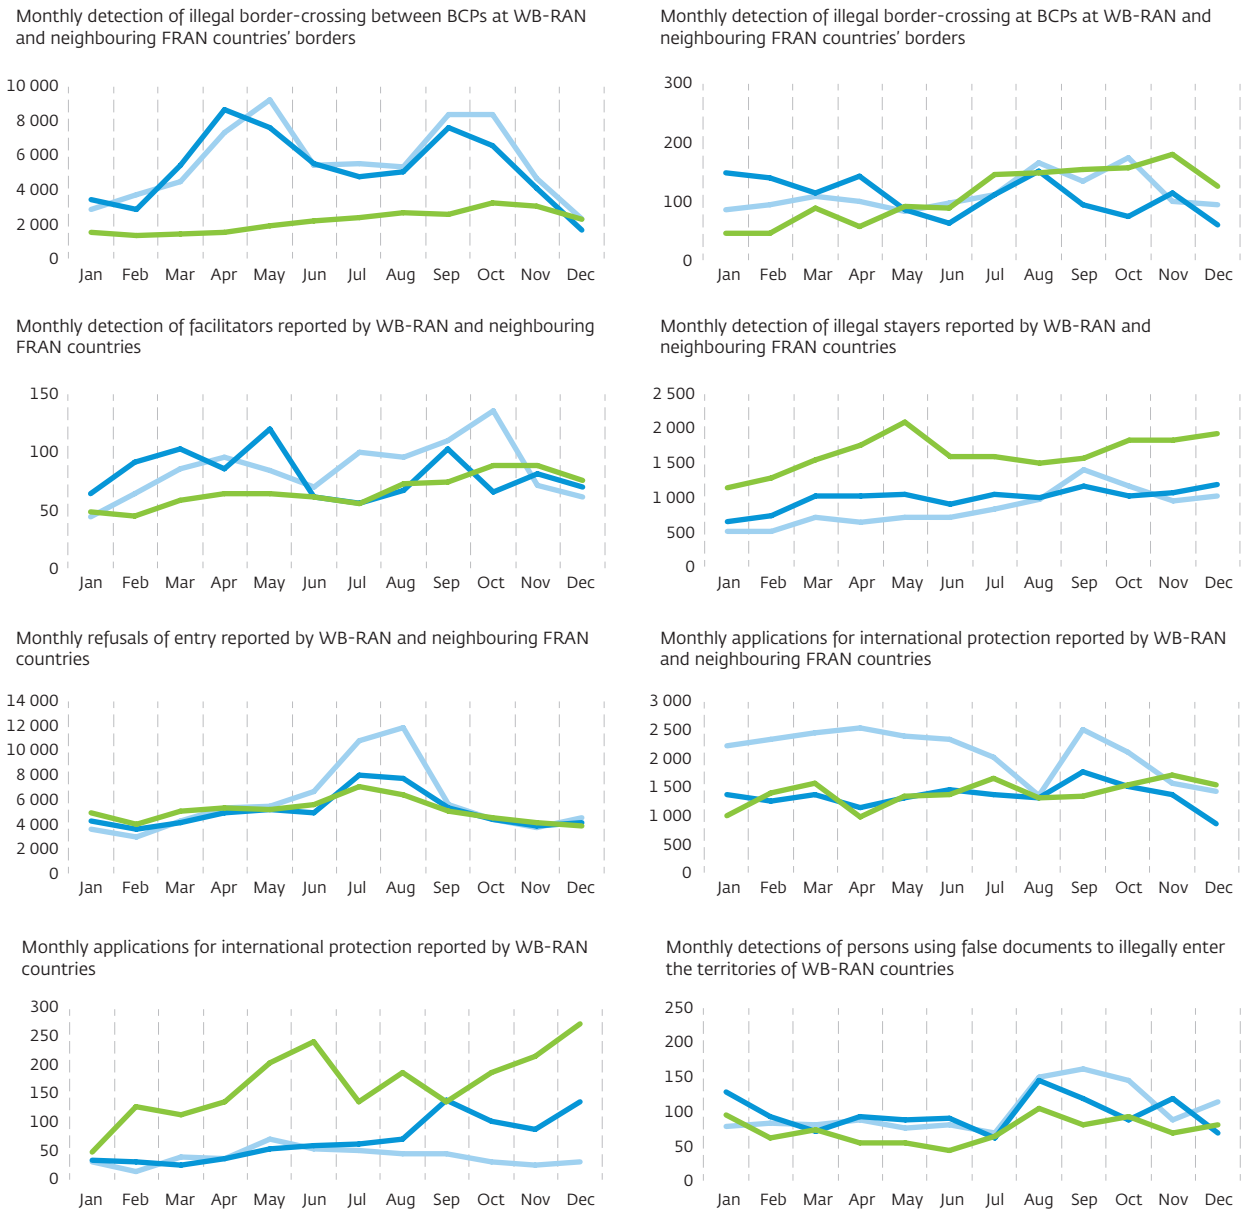 Monthly detection of illegal border-crossing between BCPs at WB-RAN
and neighbouring FRAN countries' borders
10 000
8 000
6 000
4 000
2 000
0
Jan Feb Mar Apr May Jun Jul Aug Sep Oct Nov Dec
Monthly detection of illegal border-crossing at BCPs at WB-RAN and
neighbouring FRAN countries' borders
300
200
100
0
Jan Feb Mar Apr May Jun Jul Aug Sep Oct Nov Dec
Monthly detection of facilitators reported by WB-RAN and neighbouring
FRAN countries
150
100
50
0
Jan Feb Mar Apr May Jun Jul Aug Sep Oct Nov Dec
Monthly detection of illegal stayers reported by WB-RAN and
neighbouring FRAN countries
2 500
2 000
1 500
1 000
500
0
Jan Feb Mar Apr May Jun Jul Aug Sep Oct Nov Dec
Monthly refusals of entry reported by WB-RAN and neighbouring FRAN
countries
14 000
12 000
10 000
8 000
6 000
4 000
2 000
0
Jan Feb Mar Apr May Jun Jul Aug Sep Oct Nov Dec
Monthly applications for international protection reported by WB-RAN
and neighbouring FRAN countries
3 000
2 500
2 000
1 500
1 000
500
0
Jan Feb Mar Apr May Jun Jul Aug Sep Oct Nov Dec
Monthly applications for international protection reported by WB-RAN
countries
300
250
200
150
100
50
0
Jan Feb Mar Apr May Jun Jul Aug Sep Oct Nov Dec
Monthly detections of persons using false documents to illegally enter
the territories of WB-RAN countries
250
200
150
100
50
0
Jan Feb Mar Apr May Jun Jul Aug Sep Oct Nov Dec